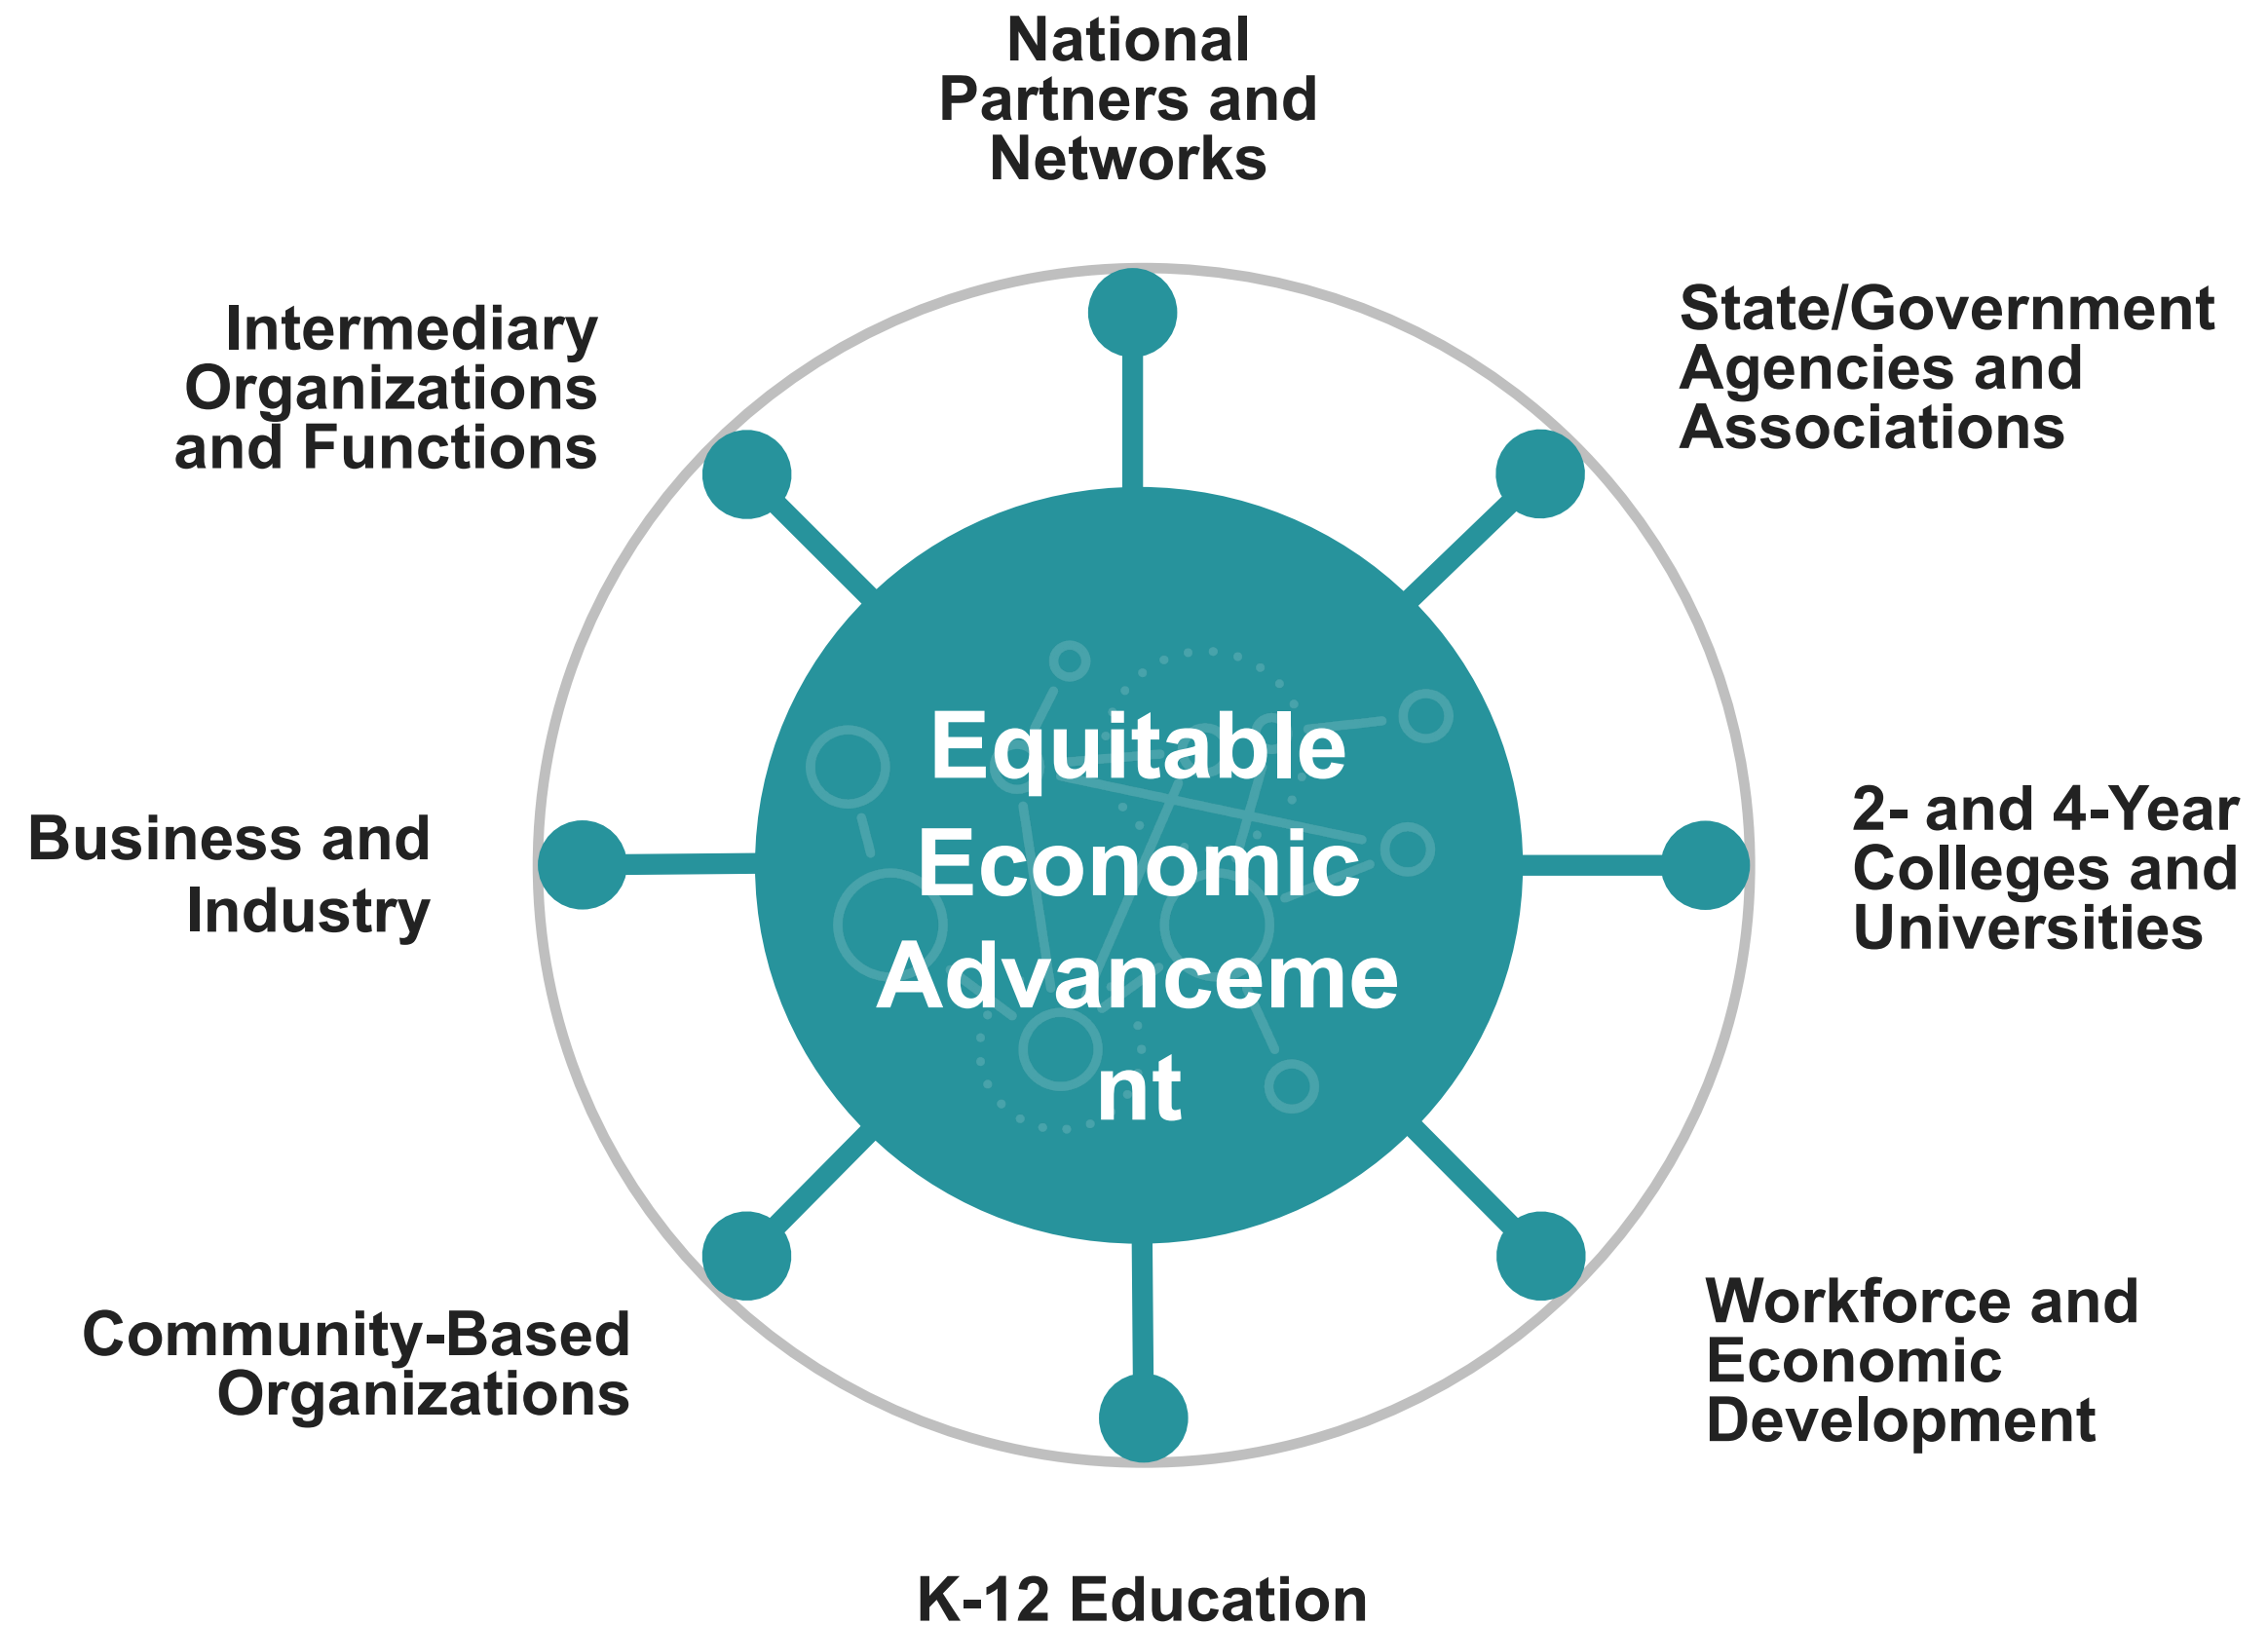 National
Partners and
Networks
Intermediary
Organizations
and Functions
State/Government
Agencies and
Associations
Equitable
Economic
Advanceme
nt
Business and
Industry
2- and 4-Year
Colleges and
Universities
Community-Based
Organizations
Workforce and
Economic
Development
K-12 Education